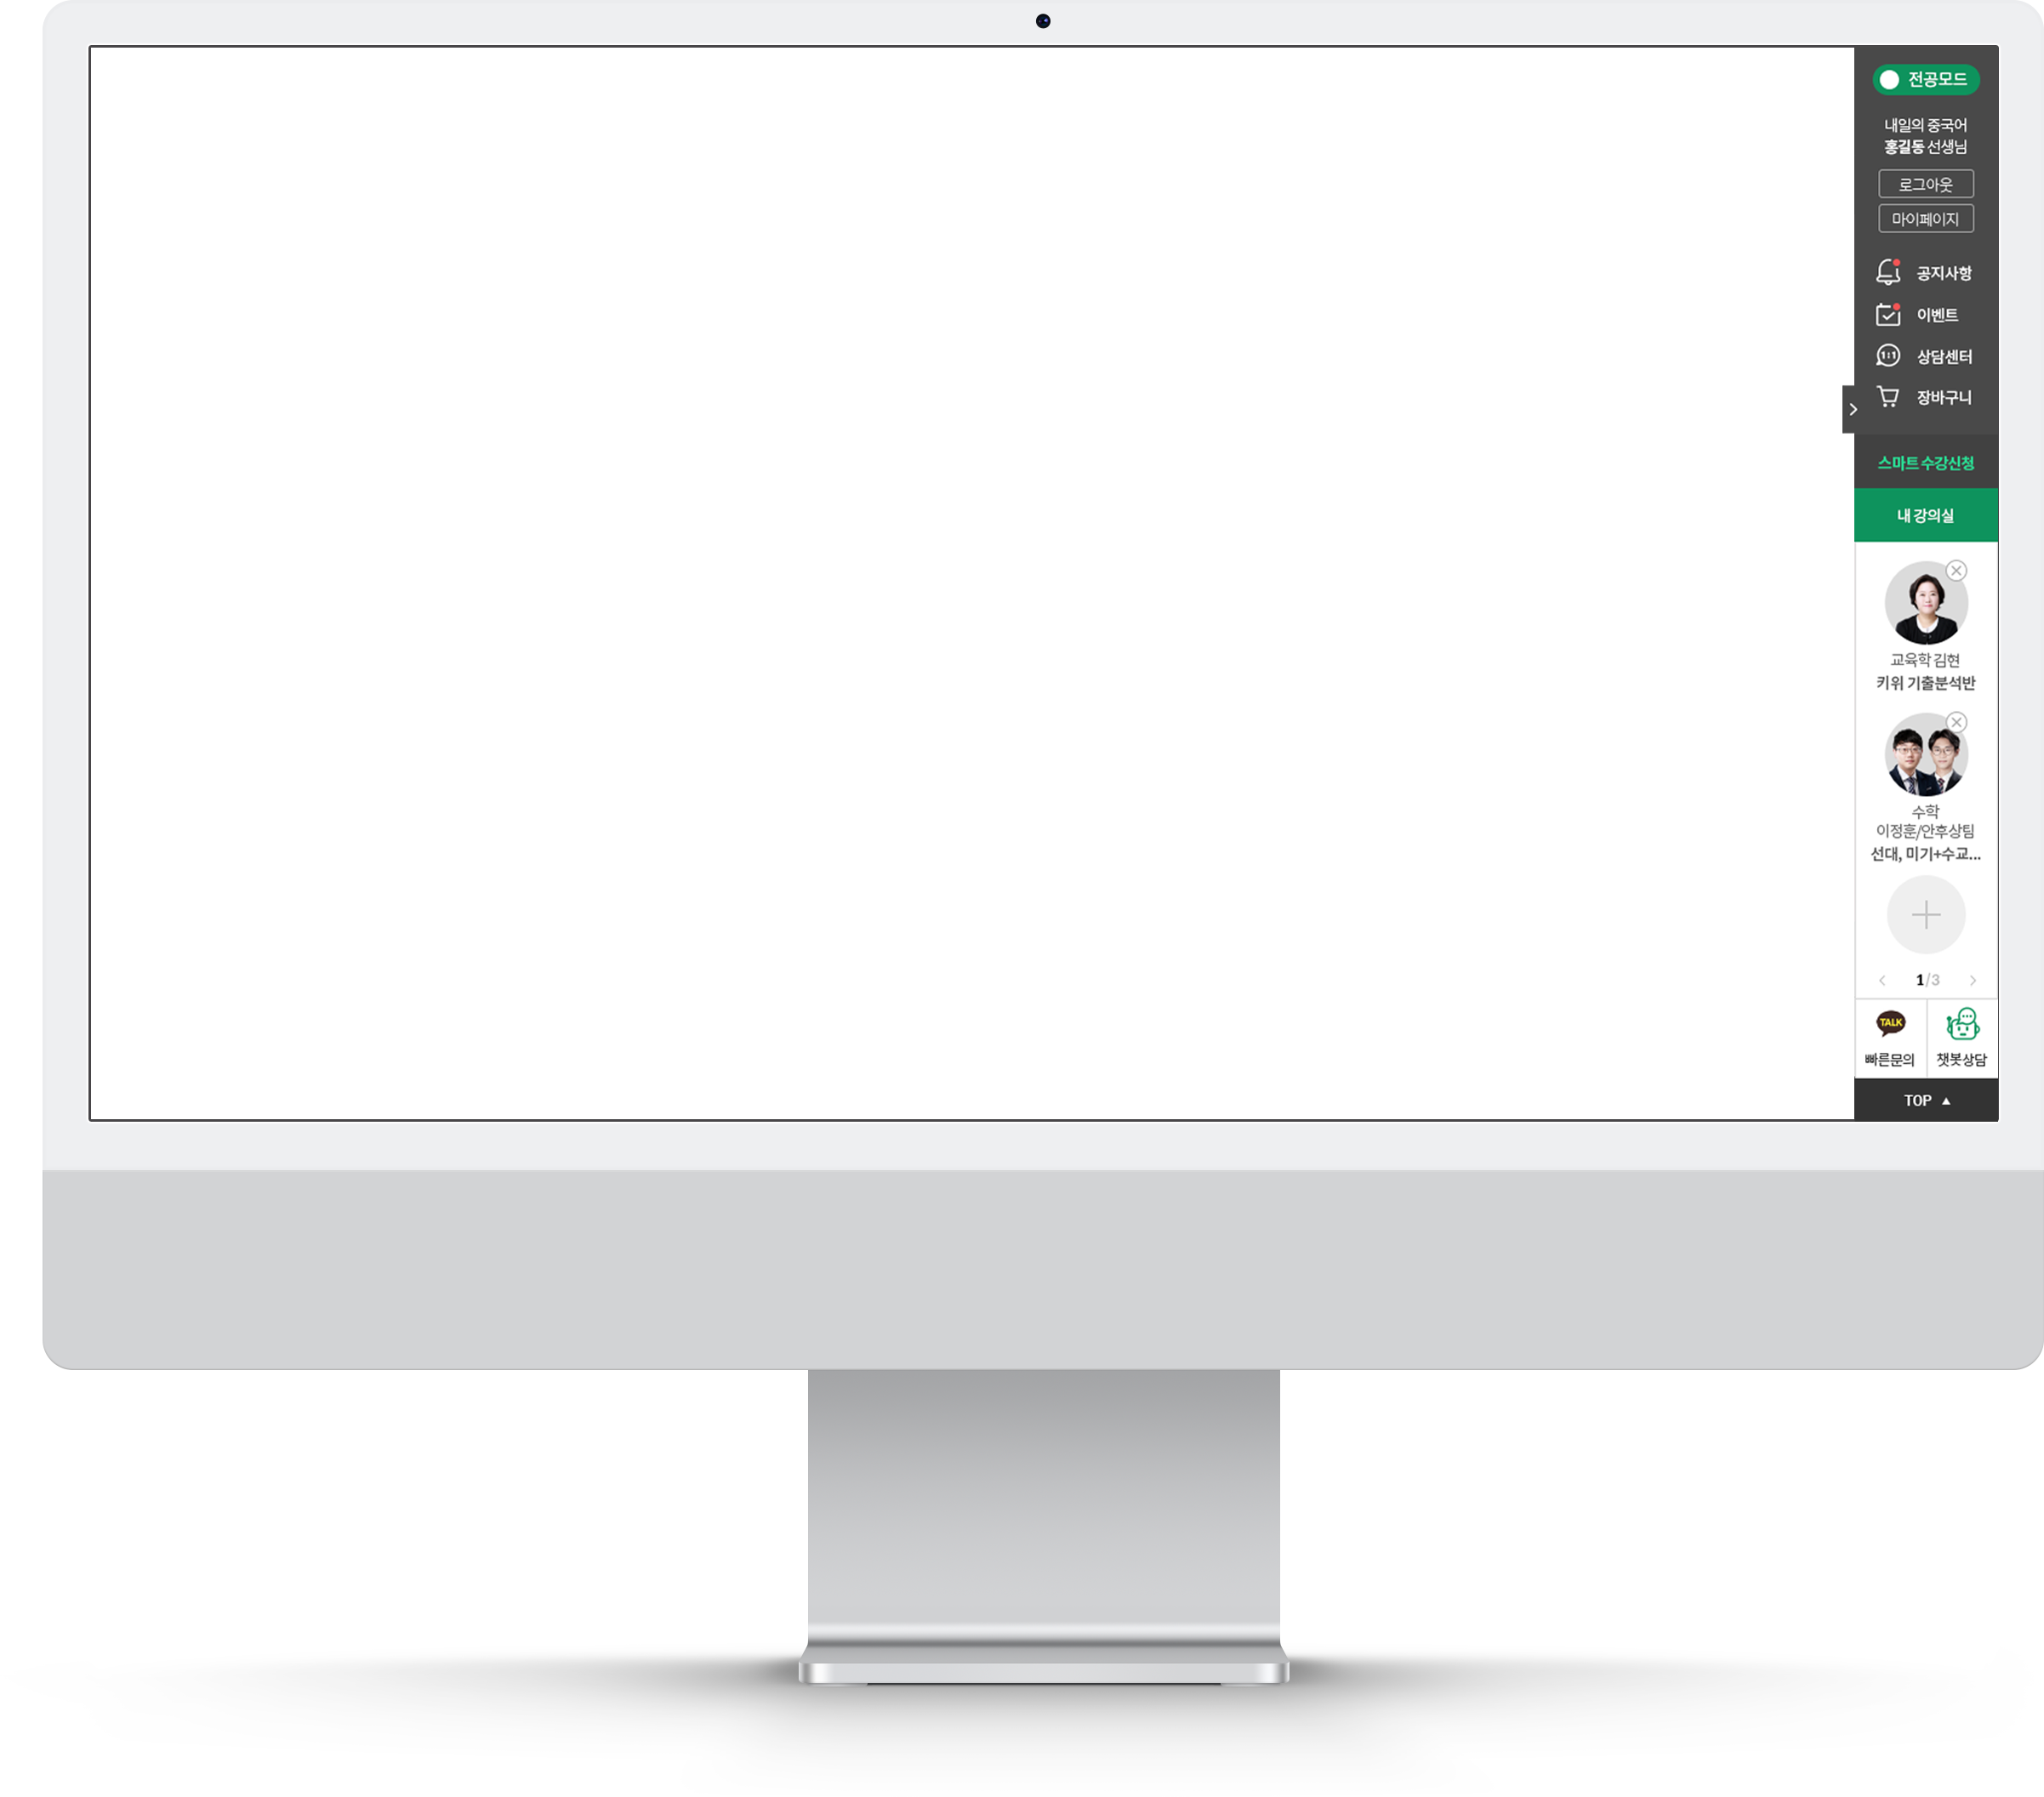 전공모드
내일의 중국어
홍길동 선생님
로그아웃
마이페이지
공지사항
이벤트
1:1
상담센터
장바구니
스마트 수강신청
내 강의실
교육학 김현
키위 기출분석반
수학
이정훈/안후상팀
선대, 미기+수교...
1/3
TALK
빠른문의
챗봇상담
TOP ▲